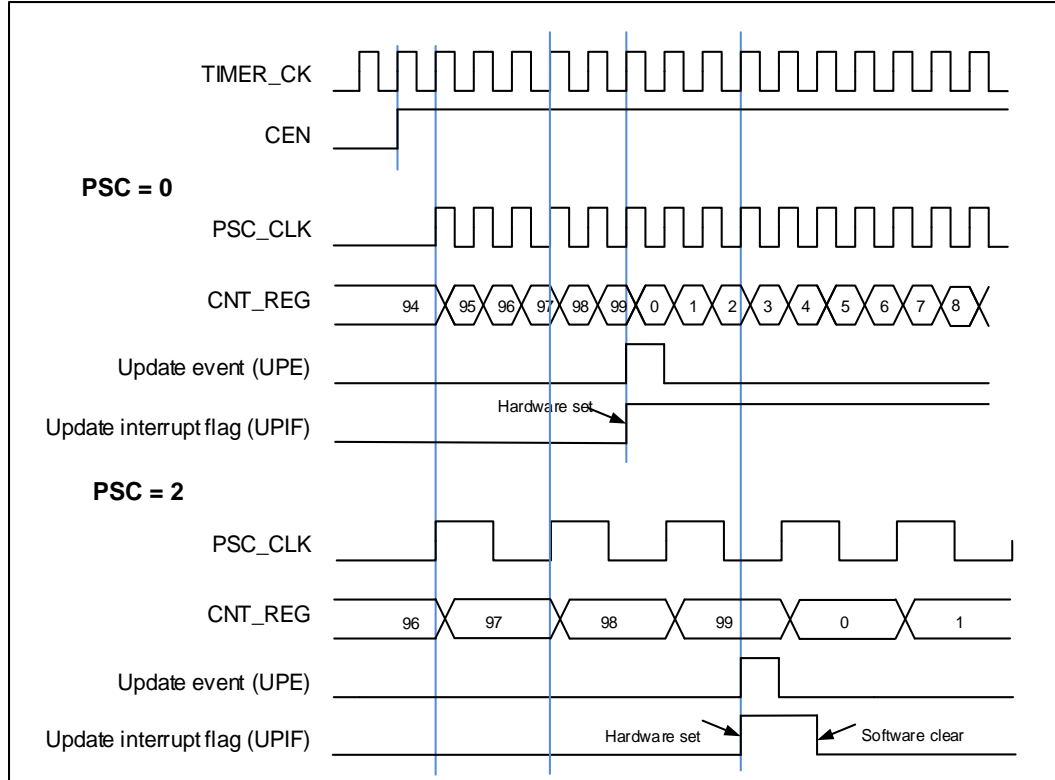 TIMER_CK
CEN
PSC = 0
PSC_CLK
CNT_REG 94 95 96 97 98 99 0 1 2 3 4 5 6 7 8
Update event (UPE)
Hardware set
Update interrupt flag (UPIF)
PSC = 2
PSC_CLK
CNT_REG 96 97 98 99 0 1
Update event (UPE)
Update interrupt flag (UPIF) Hardware set Software clear